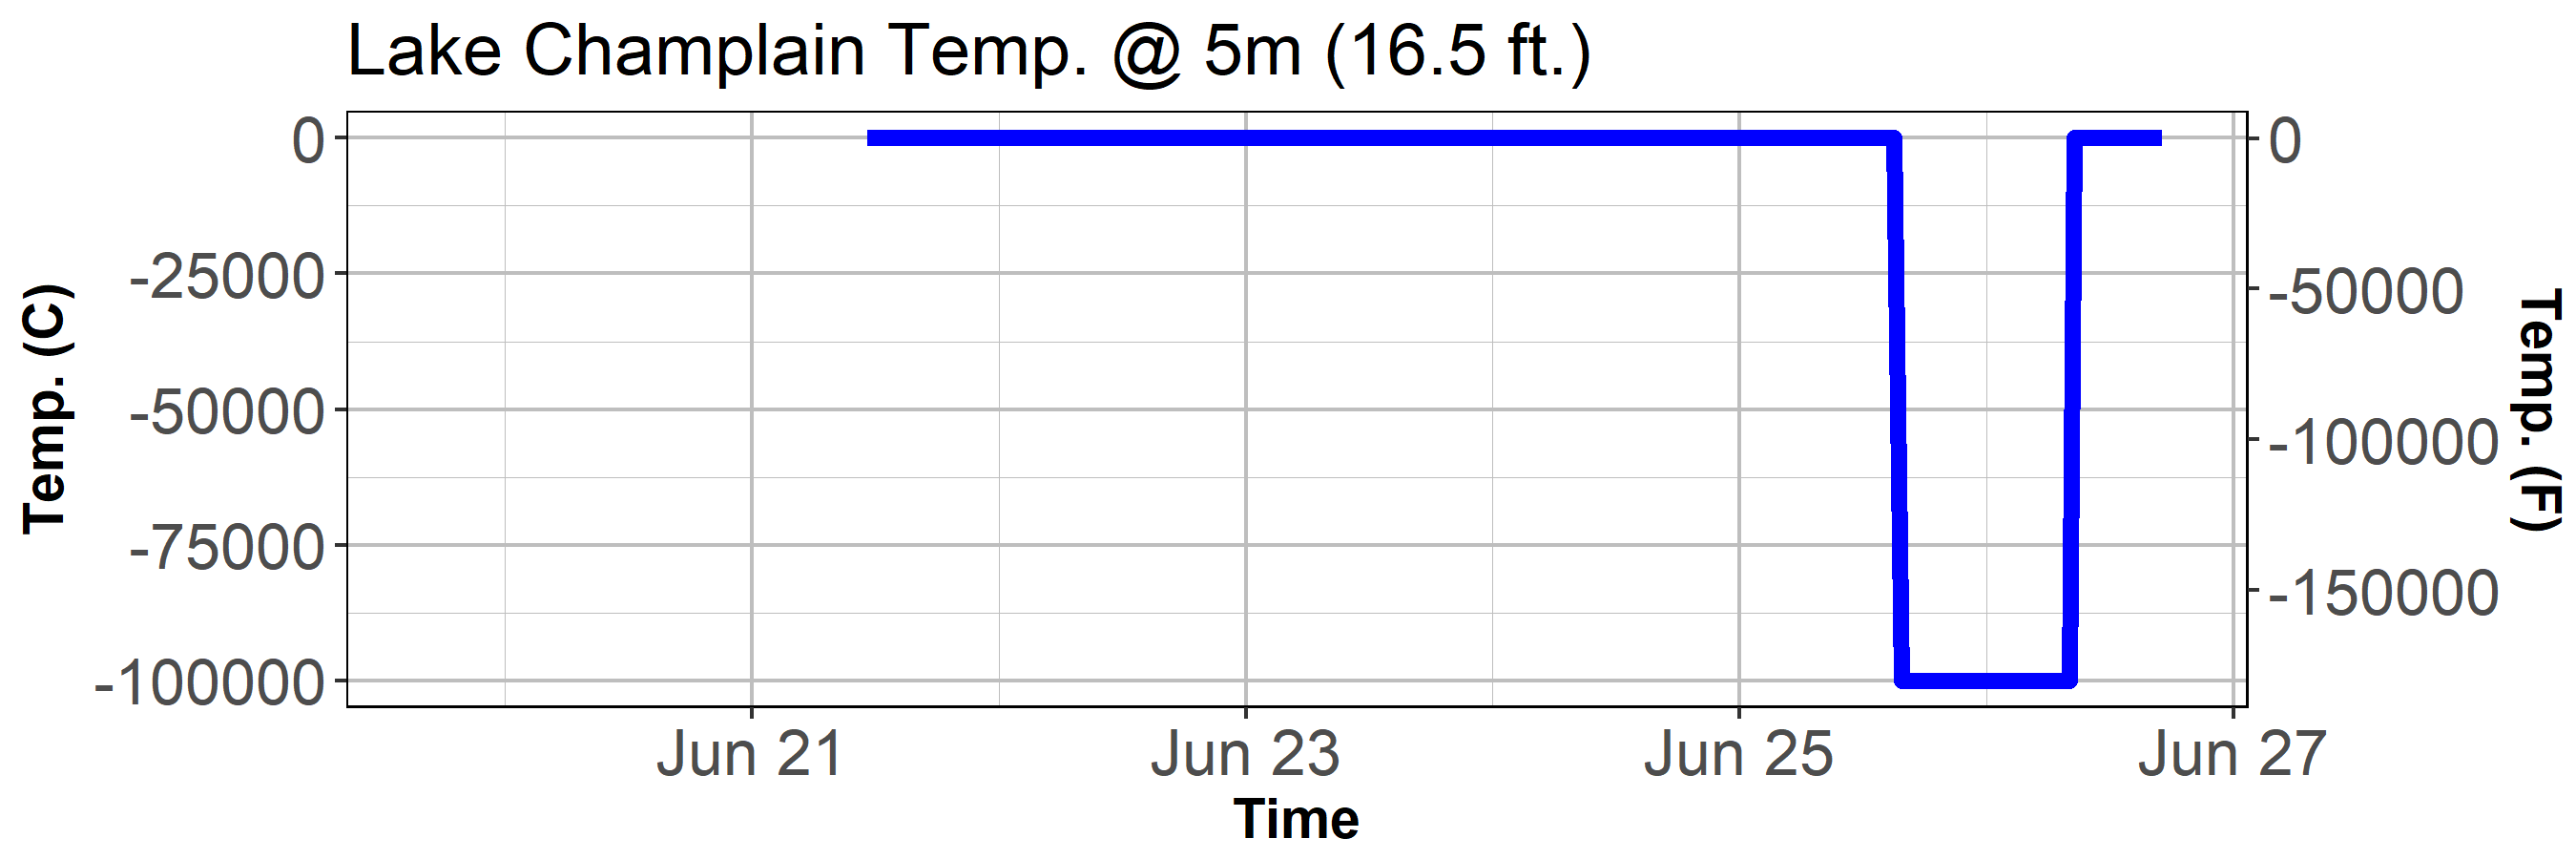 Lake Champlain Temp. @ 5m (16.5 ft.)
Temp. (C)
0
-25000
-50000
-75000
-100000
0
-50000
-100000
-150000
Temp. (F)
Jun 21
Jun 23
Jun 25
Jun 27
Time